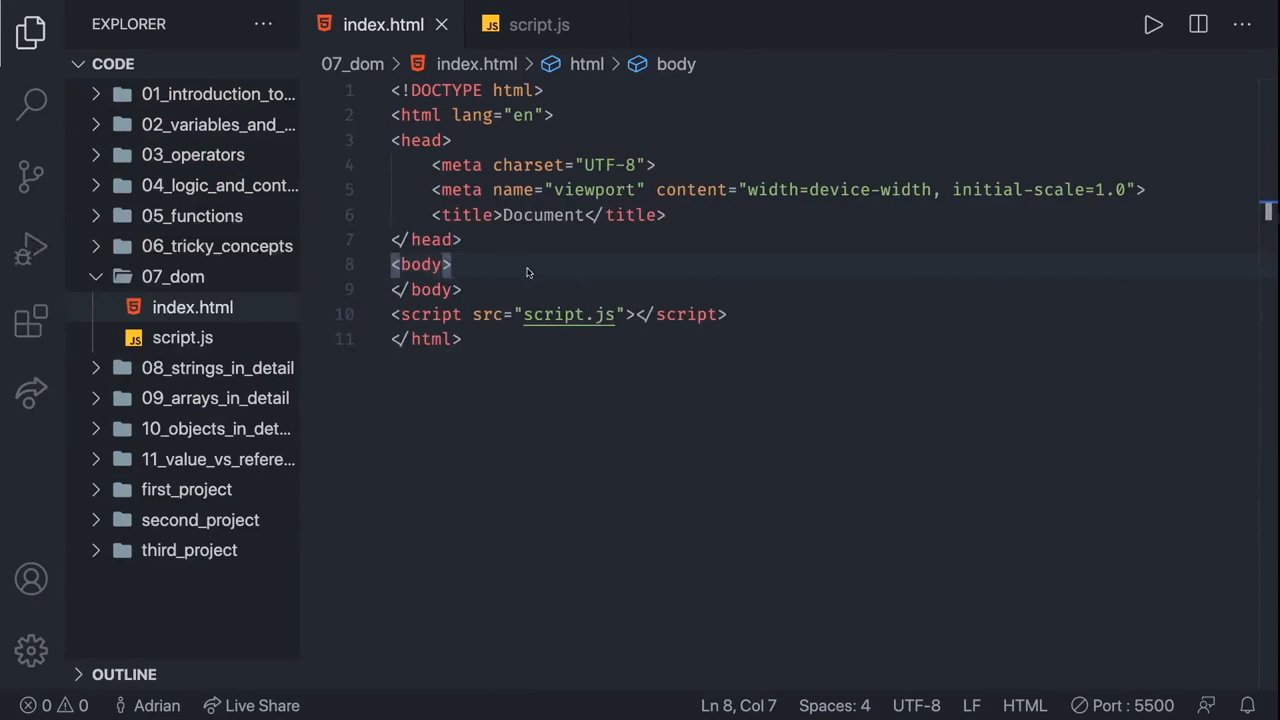 EXPLORER
index.html
JS script.js
CODE
07_dom > index.html > html > body
01_introduction_to...
02_variables_and_...
03_operators
04_logic_and_cont...
05_functions
06_tricky_concepts
07_dom
index.html
JS script.js
08_strings_in_detail
09_arrays_in_detail
10_objects_in_det...
11_value_vs_refere...
first_project
second_project
third_project
OUTLINE
1 <!DOCTYPE html>
2 <html lang="en">
3 <head>
4 <meta charset="UTF-8">
5 <meta name="viewport" content="width=device-width, initial-scale=1.0">
6 <title>Document</title>
7 </head>
8 <body>
9 </body>
10 <script src="script.js"></script>
11 </html>
0 0 Adrian Live Share Ln 8, Col 7 Spaces: 4 UTF-8 LF HTML Port : 5500